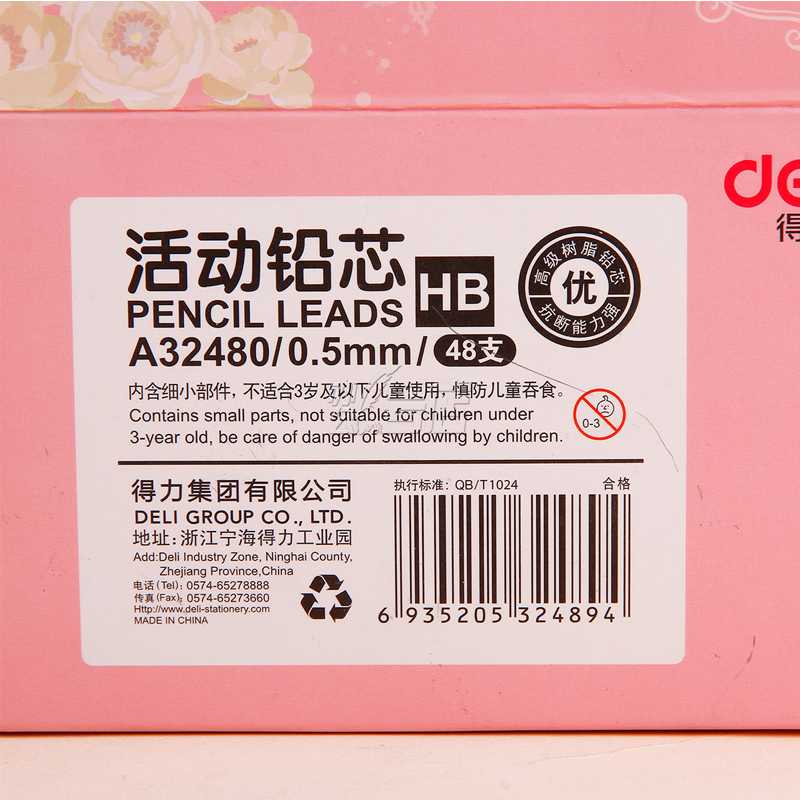 de
得
活动铅芯
PENCIL LEADS HB
A32480/0.5mm/ 48支
高级树脂铅芯
优
抗断能力强
内含细小部件，不适合3岁及以下儿童使用，慎防儿童吞食。
Contains small parts, not suitable for children under
3-year old, be care of danger of swallowing by children.
0-3
得力集团有限公司
DELI GROUP CO., LTD.
地址：浙江宁海得力工业园
Add:Deli Industry Zone, Ninghai County,
Zhejiang Province,China
电话(Tel): 0574-65278888
传真(Fax): 0574-65273660
Http://www.deli-stationery.com
MADE IN CHINA
执行标准：QB/T1024 合格
6 935205 324894